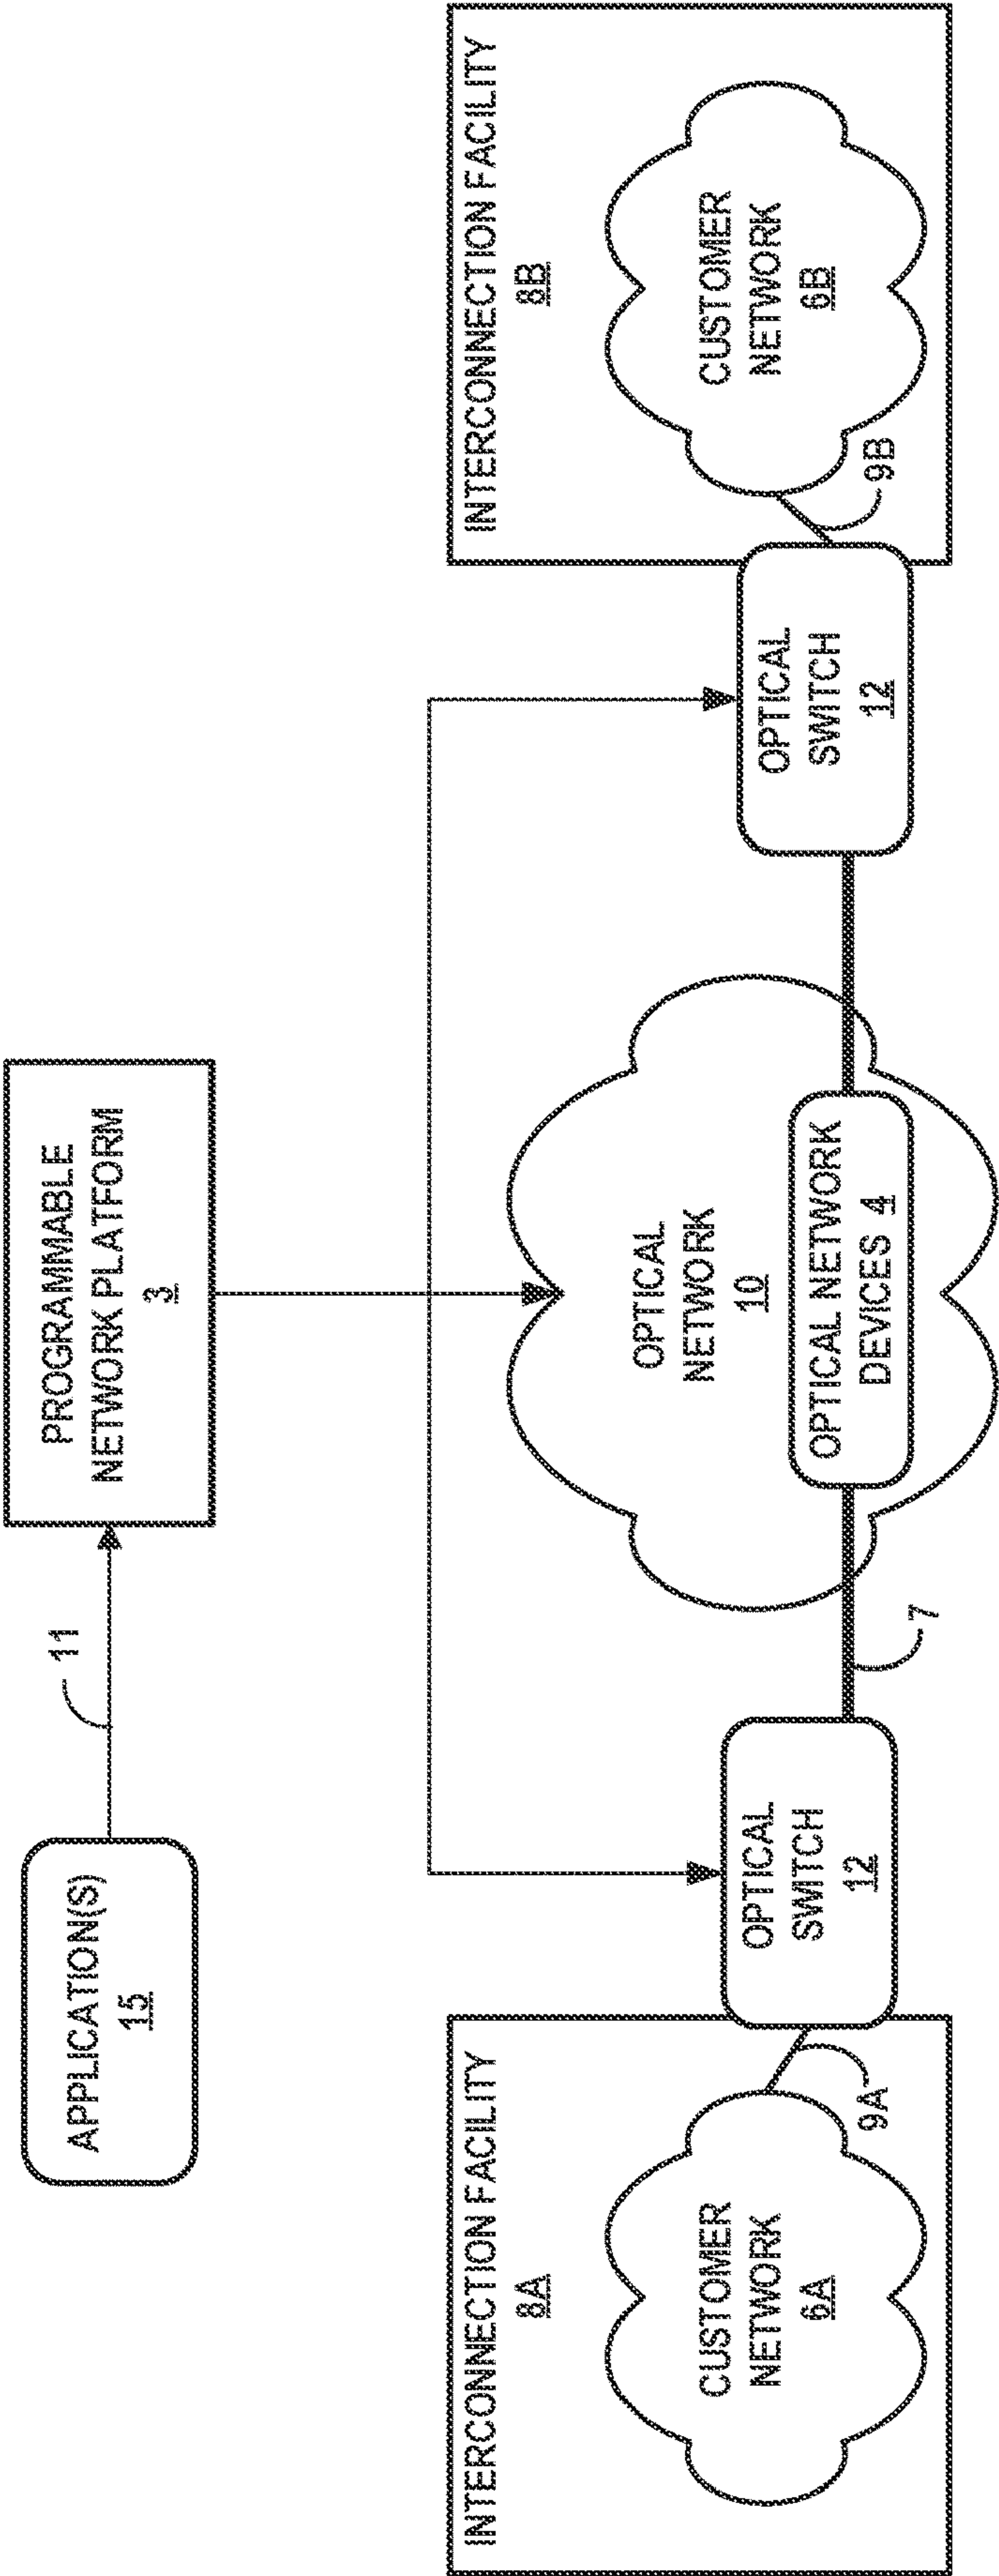 APPLICATION(S)
15
11
PROGRAMMABLE
NETWORK PLATFORM
3
INTERCONNECTION FACILITY
8A
CUSTOMER
NETWORK
6A
9A
OPTICAL
SWITCH
12
7
OPTICAL
NETWORK
10
OPTICAL NETWORK
DEVICES 4
OPTICAL
SWITCH
12
INTERCONNECTION FACILITY
8B
CUSTOMER
NETWORK
6B
9B